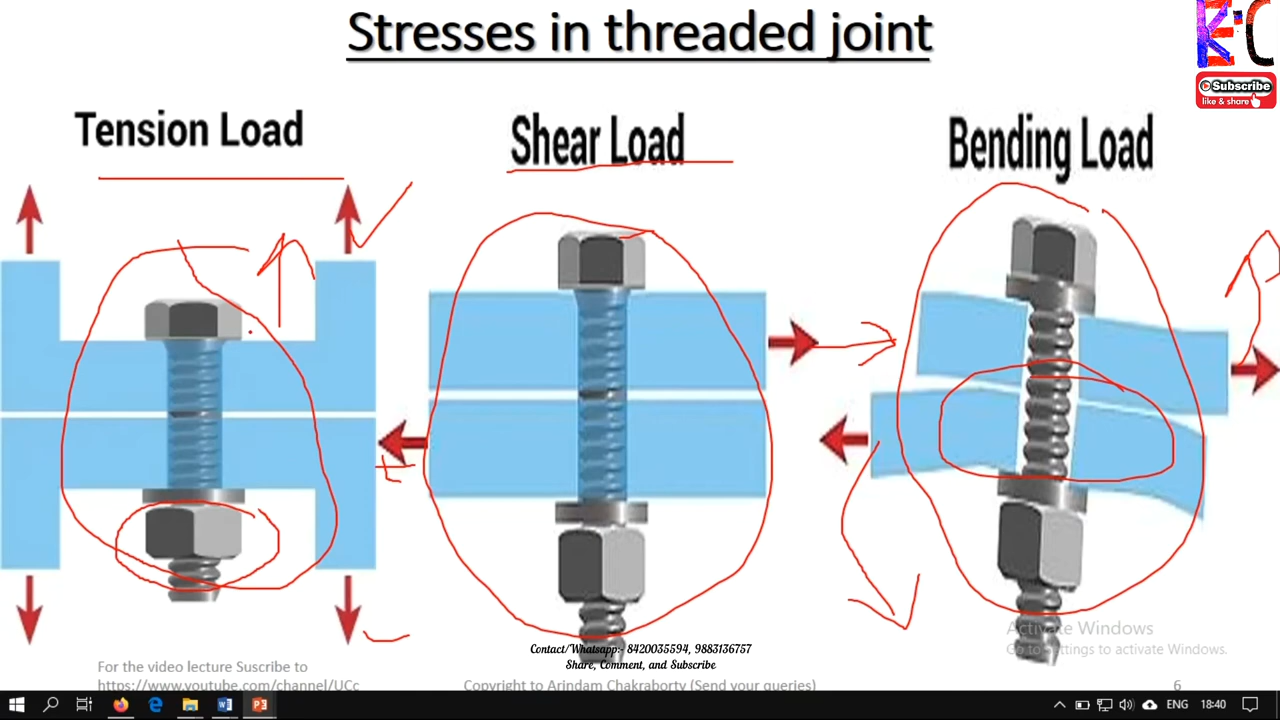 Stresses in threaded joint
KEC
Subscribe
like & share
Tension Load
Shear Load
Bending Load
Activate Windows
Go to Settings to activate Windows.
Contact/Whatsapp:- 8420035594, 9883136757
Share, Comment, and Subscribe
For the video lecture Suscribe to
https://www.youtube.com/channel/UCc
Copyright to Arindam Chakraborty (Send your queries)
6
ENG
18:40